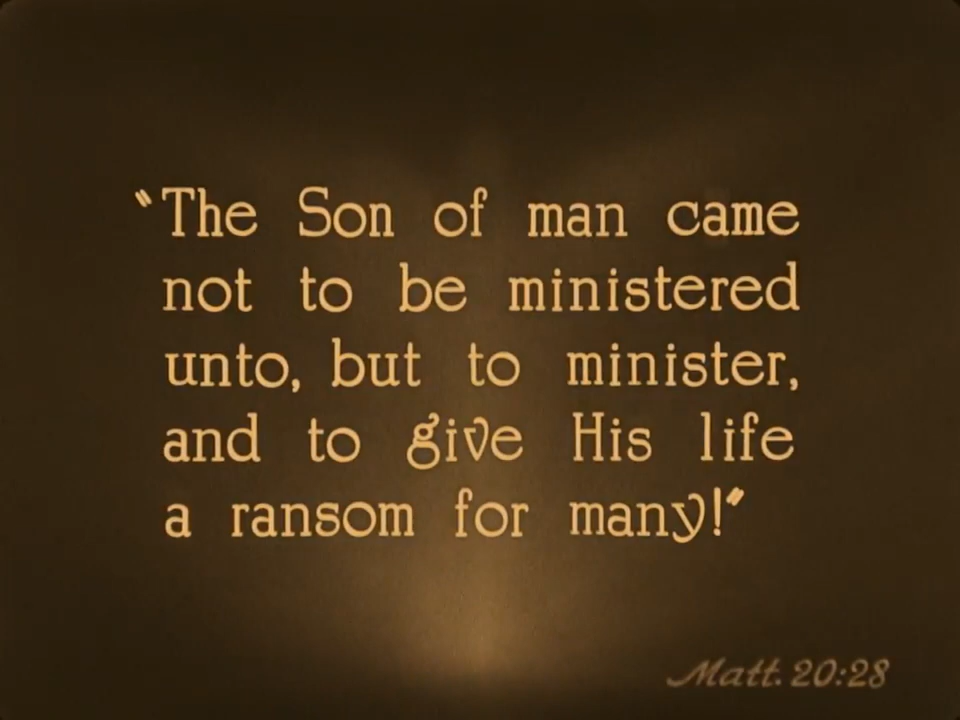 “The Son of man came
not to be ministered
unto, but to minister,
and to give His life
a ransom for many!”
Matt. 20:28